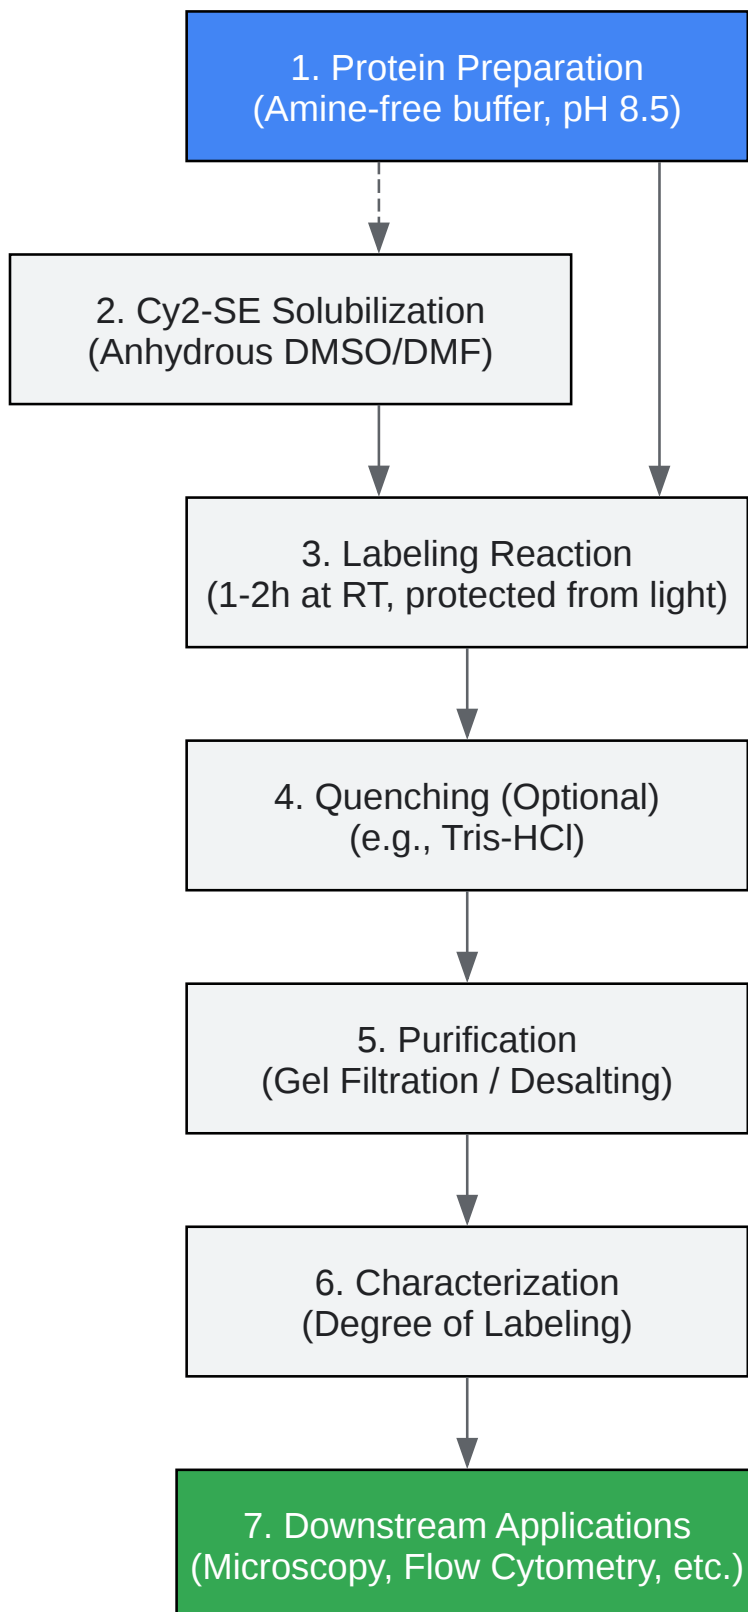 1. Protein Preparation
(Amine-free buffer, pH 8.5)
2. Cy2-SE Solubilization
(Anhydrous DMSO/DMF)
3. Labeling Reaction
(1-2h at RT, protected from light)
4. Quenching (Optional)
(e.g., Tris-HCl)
5. Purification
(Gel Filtration / Desalting)
6. Characterization
(Degree of Labeling)
7. Downstream Applications
(Microscopy, Flow Cytometry, etc.)